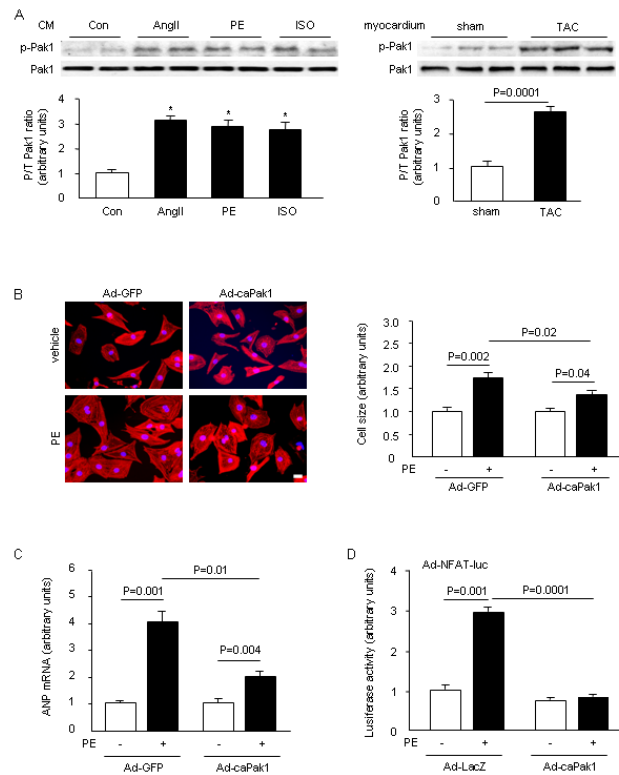 A
CM Con AngII PE ISO
p-Pak1
Pak1
P/T Pak1 ratio
(arbitrary units)
4
3
2
1
0
* * *
Con AngII PE ISO
myocardium sham TAC
p-Pak1
Pak1
P/T Pak1 ratio
(arbitrary units)
3
2
1
0
P=0.0001
sham TAC
B
Ad-GFP Ad-caPak1
vehicle
PE
Cell size (arbitrary units)
3.0
2.5
2.0
1.5
1.0
0.5
0
P=0.02
P=0.002
P=0.04
PE - + - +
Ad-GFP Ad-caPak1
C
ANP mRNA (arbitrary units)
6
5
4
3
2
1
0
P=0.01
P=0.001
P=0.004
PE - + - +
Ad-GFP Ad-caPak1
D
Ad-NFAT-luc
Lusiferase activity (arbitrary units)
4
3
2
1
0
P=0.001 P=0.0001
PE - + - +
Ad-LacZ Ad-caPak1